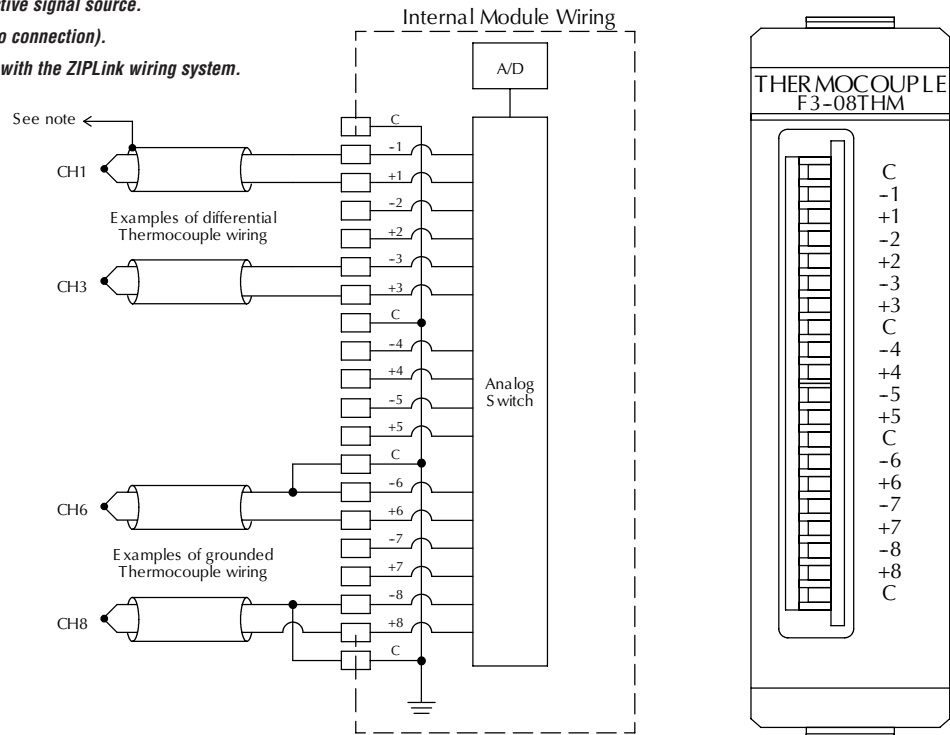 tive signal source.
o connection).
with the ZIPLink wiring system.
Internal Module Wiring
A/D
See note
CH1
Examples of differential
Thermocouple wiring
CH3
CH6
Examples of grounded
Thermocouple wiring
CH8
C
-1
+1
-2
+2
-3
+3
C
-4
+4
-5
+5
C
-6
+6
-7
+7
-8
+8
C
Analog
Switch
THERMOCOUPLE
F3-08THM
C
-1
+1
-2
+2
-3
+3
C
-4
+4
-5
+5
C
-6
+6
-7
+7
-8
+8
C